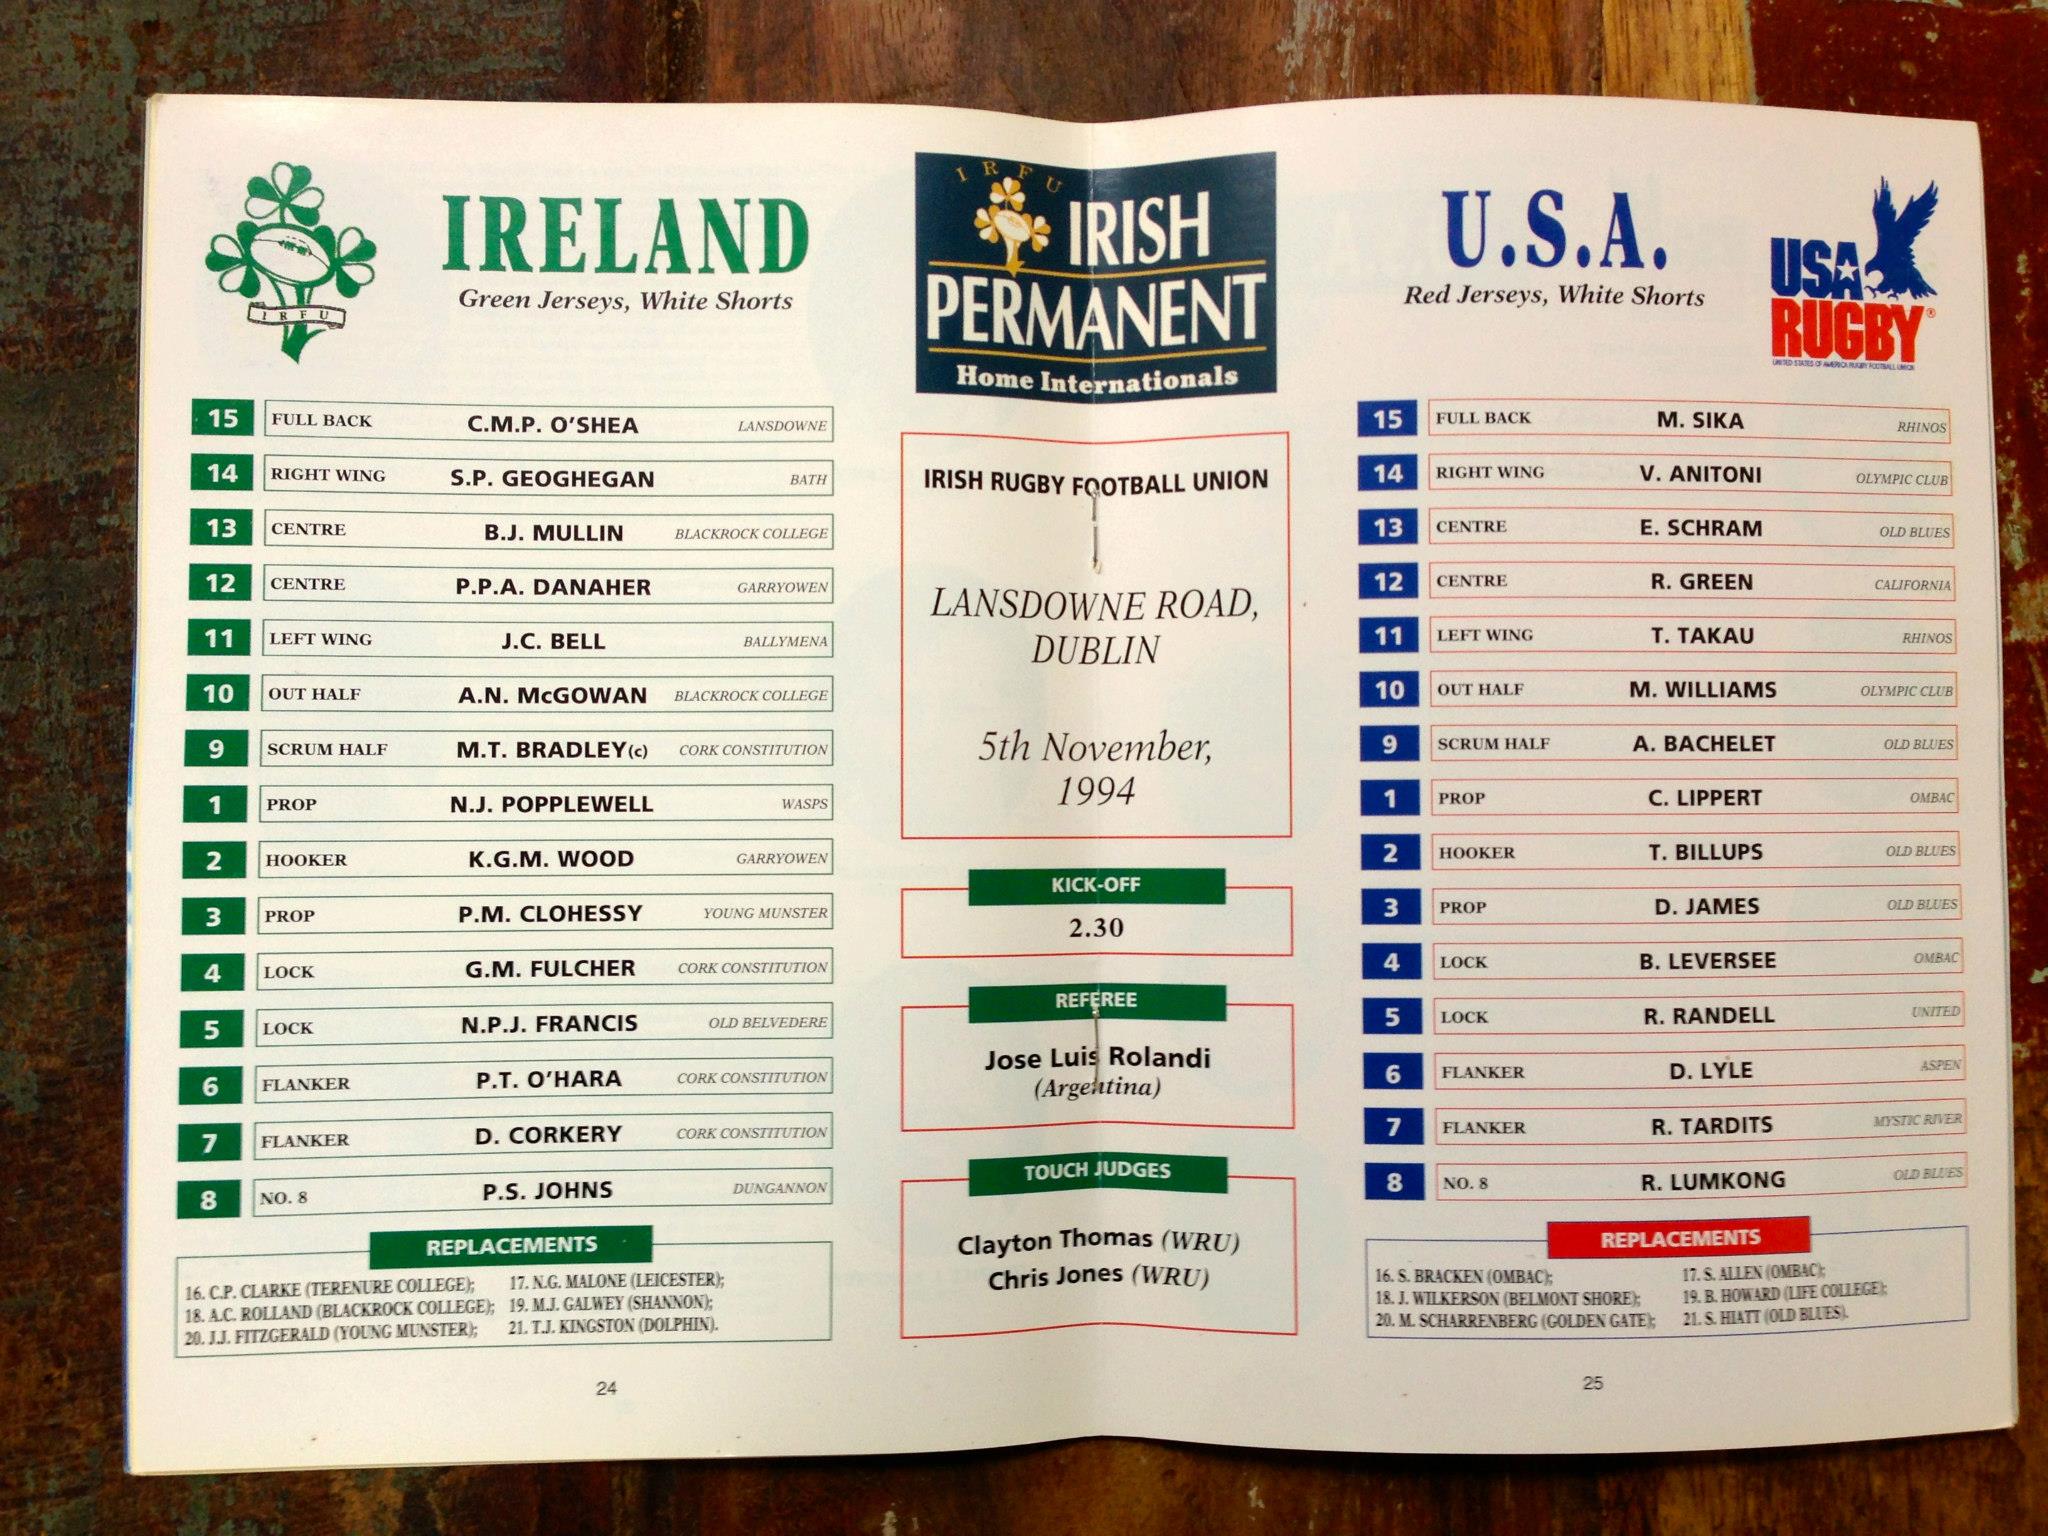 IRFU
IRELAND
Green Jerseys, White Shorts
15 FULL BACK C.M.P. O'SHEA LANSDOWNE
14 RIGHT WING S.P. GEOGHEGAN BATH
13 CENTRE B.J. MULLIN BLACKROCK COLLEGE
12 CENTRE P.P.A. DANAHER GARRYOWEN
11 LEFT WING J.C. BELL BALLYMENA
10 OUT HALF A.N. McGOWAN BLACKROCK COLLEGE
9 SCRUM HALF M.T. BRADLEY(c) CORK CONSTITUTION
1 PROP N.J. POPPLEWELL WASPS
2 HOOKER K.G.M. WOOD GARRYOWEN
3 PROP P.M. CLOHESSY YOUNG MUNSTER
4 LOCK G.M. FULCHER CORK CONSTITUTION
5 LOCK N.P.J. FRANCIS OLD BELVEDERE
6 FLANKER P.T. O'HARA CORK CONSTITUTION
7 FLANKER D. CORKERY CORK CONSTITUTION
8 NO. 8 P.S. JOHNS DUNGANNON
REPLACEMENTS
16. C.P. CLARKE (TERENURE COLLEGE); 17. N.G. MALONE (LEICESTER);
18. A.C. ROLLAND (BLACKROCK COLLEGE); 19. M.J. GALWEY (SHANNON);
20. J.J. FITZGERALD (YOUNG MUNSTER); 21. T.J. KINGSTON (DOLPHIN).
24
IRFU
IRISH
PERMANENT
Home Internationals
IRISH RUGBY FOOTBALL UNION
LANSDOWNE ROAD,
DUBLIN
5th November,
1994
KICK-OFF
2.30
REFEREE
Jose Luis Rolandi
(Argentina)
TOUCH JUDGES
Clayton Thomas (WRU)
Chris Jones (WRU)
U.S.A.
Red Jerseys, White Shorts
USA
RUGBY®
UNITED STATES OF AMERICA RUGBY FOOTBALL UNION
15 FULL BACK M. SIKA RHINOS
14 RIGHT WING V. ANITONI OLYMPIC CLUB
13 CENTRE E. SCHRAM OLD BLUES
12 CENTRE R. GREEN CALIFORNIA
11 LEFT WING T. TAKAU RHINOS
10 OUT HALF M. WILLIAMS OLYMPIC CLUB
9 SCRUM HALF A. BACHELET OLD BLUES
1 PROP C. LIPPERT OMBAC
2 HOOKER T. BILLUPS OLD BLUES
3 PROP D. JAMES OLD BLUES
4 LOCK B. LEVERSEE OMBAC
5 LOCK R. RANDELL UNITED
6 FLANKER D. LYLE ASPEN
7 FLANKER R. TARDITS MYSTIC RIVER
8 NO. 8 R. LUMKONG OLD BLUES
REPLACEMENTS
16. S. BRACKEN (OMBAC); 17. S. ALLEN (OMBAC);
18. J. WILKERSON (BELMONT SHORE); 19. B. HOWARD (LIFE COLLEGE);
20. M. SCHARRENBERG (GOLDEN GATE); 21. S. HIATT (OLD BLUES).
25